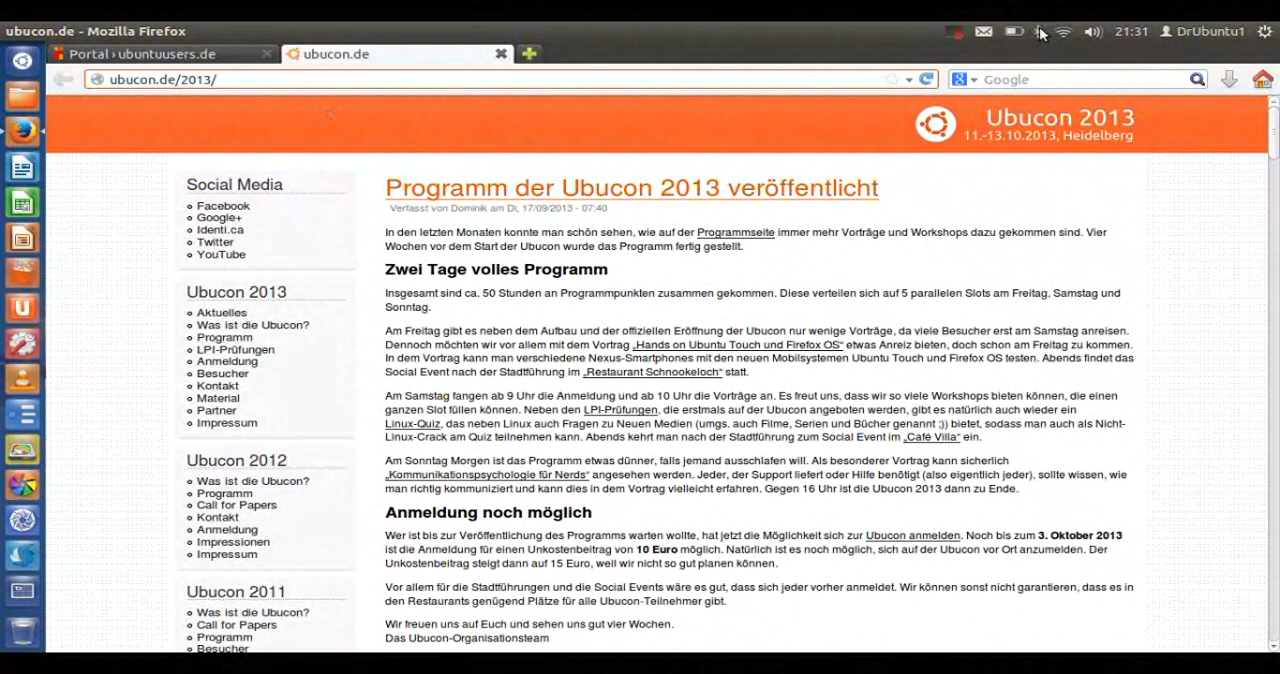 ubucon.de - Mozilla Firefox
21:31 DrUbuntu1
Portal › ubuntuusers.de
ubucon.de
ubucon.de/2013/
Google
Ubucon 2013
11.-13.10.2013, Heidelberg
Social Media
Facebook
Google+
Identi.ca
Twitter
YouTube
Ubucon 2013
Aktuelles
Was ist die Ubucon?
Programm
LPI-Prüfungen
Anmeldung
Besucher
Kontakt
Material
Partner
Impressum
Ubucon 2012
Was ist die Ubucon?
Programm
Call for Papers
Kontakt
Anmeldung
Impressionen
Impressum
Ubucon 2011
Was ist die Ubucon?
Call for Papers
Programm
Besucher
Programm der Ubucon 2013 veröffentlicht
Verfasst von Dominik am Di, 17/09/2013 - 07:40
In den letzten Monaten konnte man schön sehen, wie auf der Programmseite immer mehr Vorträge und Workshops dazu gekommen sind. Vier
Wochen vor dem Start der Ubucon wurde das Programm fertig gestellt.
Zwei Tage volles Programm
Insgesamt sind ca. 50 Stunden an Programmpunkten zusammen gekommen. Diese verteilen sich auf 5 parallelen Slots am Freitag, Samstag und
Sonntag.
Am Freitag gibt es neben dem Aufbau und der offiziellen Eröffnung der Ubucon nur wenige Vorträge, da viele Besucher erst am Samstag anreisen.
Dennoch möchten wir vor allem mit dem Vortrag „Hands on Ubuntu Touch und Firefox OS“ etwas Anreiz bieten, doch schon am Freitag zu kommen.
In dem Vortrag kann man verschiedene Nexus-Smartphones mit den neuen Mobilsystemen Ubuntu Touch und Firefox OS testen. Abends findet das
Social Event nach der Stadtführung im „Restaurant Schnookeloch“ statt.
Am Samstag fangen ab 9 Uhr die Anmeldung und ab 10 Uhr die Vorträge an. Es freut uns, dass wir so viele Workshops bieten können, die einen
ganzen Slot füllen können. Neben den LPI-Prüfungen, die erstmals auf der Ubucon angeboten werden, gibt es natürlich auch wieder ein
Linux-Quiz, das neben Linux auch Fragen zu Neuen Medien (umgs. auch Filme, Serien und Bücher genannt ;)) bietet, sodass man auch als Nicht-
Linux-Crack am Quiz teilnehmen kann. Abends kehrt man nach der Stadtführung zum Social Event im „Café Villa“ ein.
Am Sonntag Morgen ist das Programm etwas dünner, falls jemand ausschlafen will. Als besonderer Vortrag kann sicherlich
„Kommunikationspsychologie für Nerds“ angesehen werden. Jeder, der Support liefert oder Hilfe benötigt (also eigentlich jeder), sollte wissen, wie
man richtig kommuniziert und kann dies in dem Vortrag vielleicht erfahren. Gegen 16 Uhr ist die Ubucon 2013 dann zu Ende.
Anmeldung noch möglich
Wer ist bis zur Veröffentlichung des Programms warten wollte, hat jetzt die Möglichkeit sich zur Ubucon anmelden. Noch bis zum 3. Oktober 2013
ist die Anmeldung für einen Unkostenbeitrag von 10 Euro möglich. Natürlich ist es noch möglich, sich auf der Ubucon vor Ort anzumelden. Der
Unkostenbeitrag steigt dann auf 15 Euro, weil wir nicht so gut planen können.
Vor allem für die Stadtführungen und die Social Events wäre es gut, dass sich jeder vorher anmeldet. Wir können sonst nicht garantieren, dass es in
den Restaurants genügend Plätze für alle Ubucon-Teilnehmer gibt.
Wir freuen uns auf Euch und sehen uns gut vier Wochen.
Das Ubucon-Organisationsteam